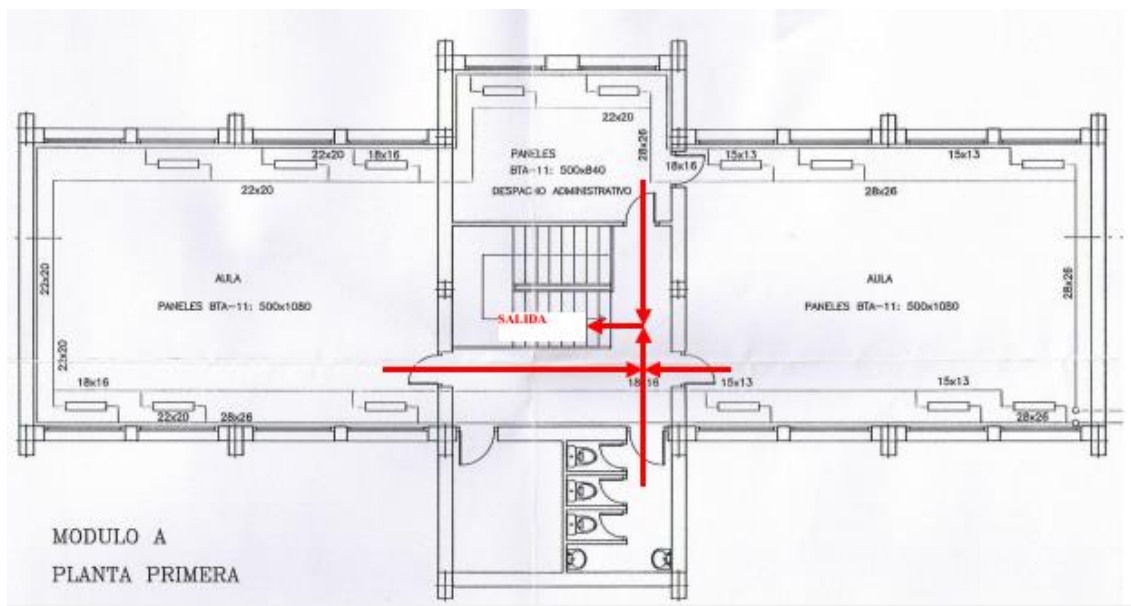 22x20
28x26
PANELES
BTA-11: 500x840
DESPACHO ADMINISTRATIVO
22x20
18x16
18x16
15x13
15x13
22x20
28x26
22x20
AULA
PANELES BTA-11: 500x1080
SALIDA
AULA
PANELES BTA-11: 500x1080
28x26
22x20
18x16
18x16
15x13
15x13
22x20
28x26
28x26
MODULO A
PLANTA PRIMERA